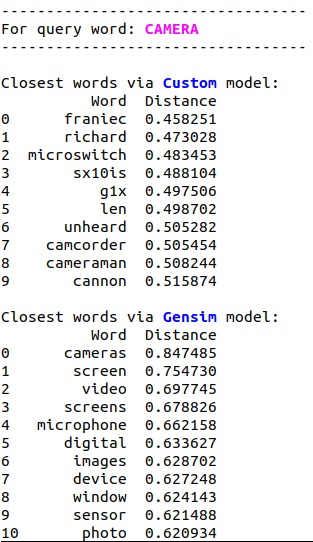 ----------------------------------
For query word: CAMERA
----------------------------------
Closest words via Custom model:
Word Distance
0 franiec 0.458251
1 richard 0.473028
2 microswitch 0.483453
3 sx10is 0.488104
4 g1x 0.497506
5 len 0.498702
6 unheard 0.505282
7 camcorder 0.505454
8 cameraman 0.508244
9 cannon 0.515874
Closest words via Gensim model:
Word Distance
0 cameras 0.847485
1 screen 0.754730
2 video 0.697745
3 screens 0.678826
4 microphone 0.662158
5 digital 0.633627
6 images 0.628702
7 device 0.627248
8 window 0.624143
9 sensor 0.621488
10 photo 0.620934